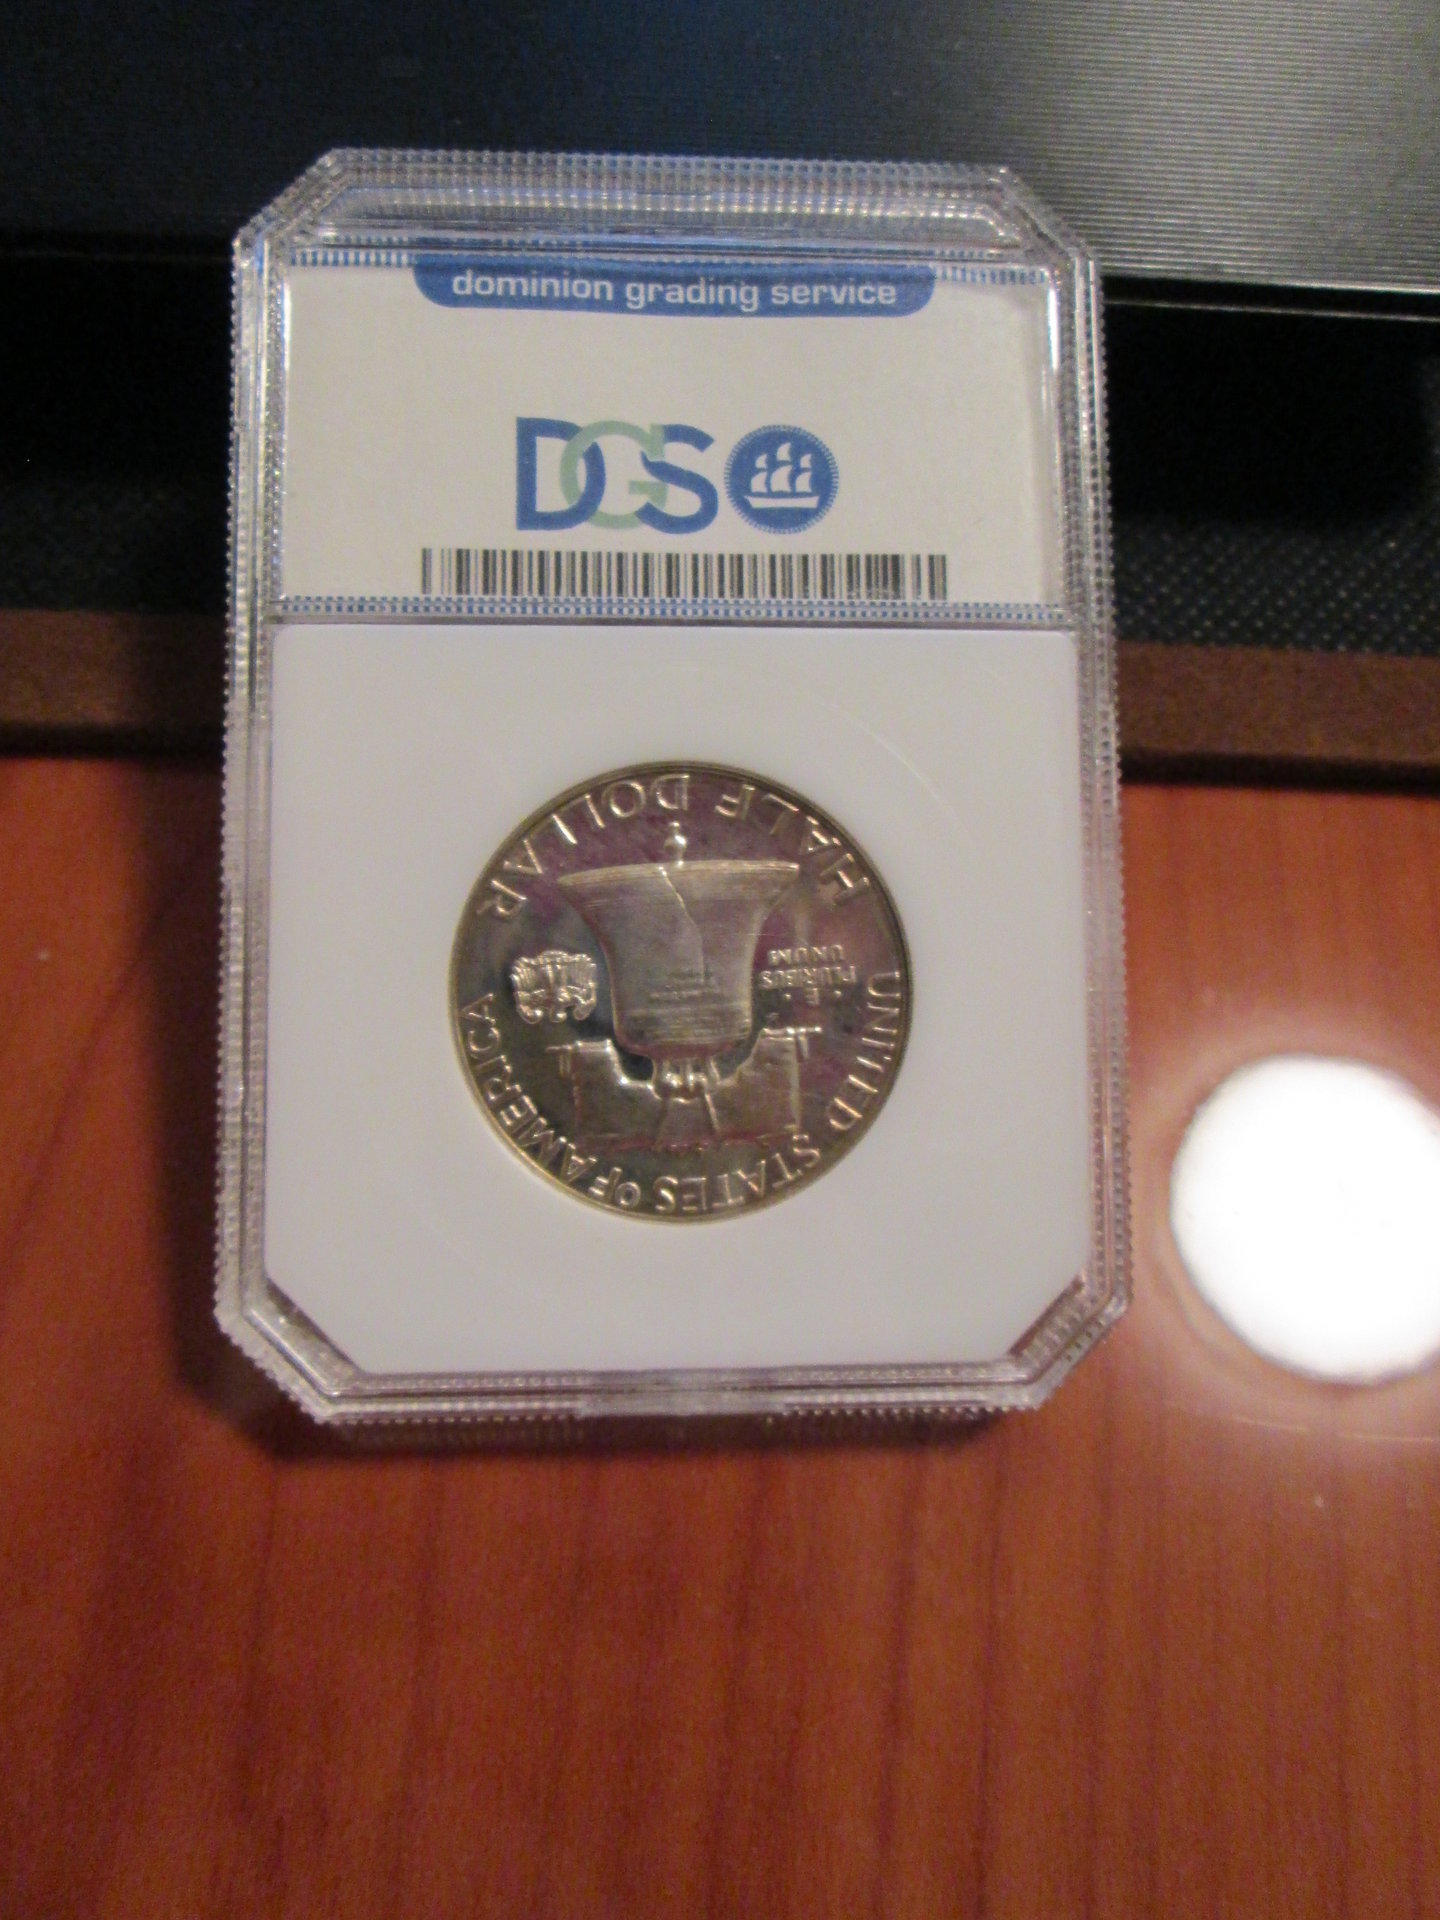 dominion grading service
DGS
UNITED STATES OF AMERICA
E
PLURIBUS
UNUM
HALF DOLLAR